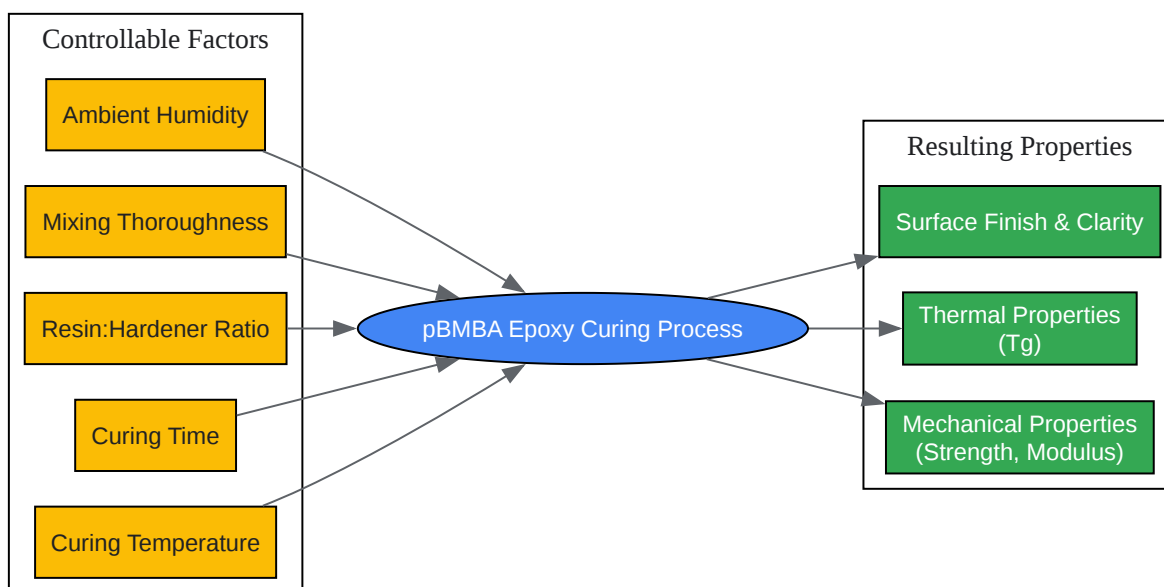 Controllable Factors
Ambient Humidity
Mixing Thoroughness
Resin:Hardener Ratio
Curing Time
Curing Temperature
pBMBA Epoxy Curing Process
Resulting Properties
Surface Finish & Clarity
Thermal Properties
(Tg)
Mechanical Properties
(Strength, Modulus)